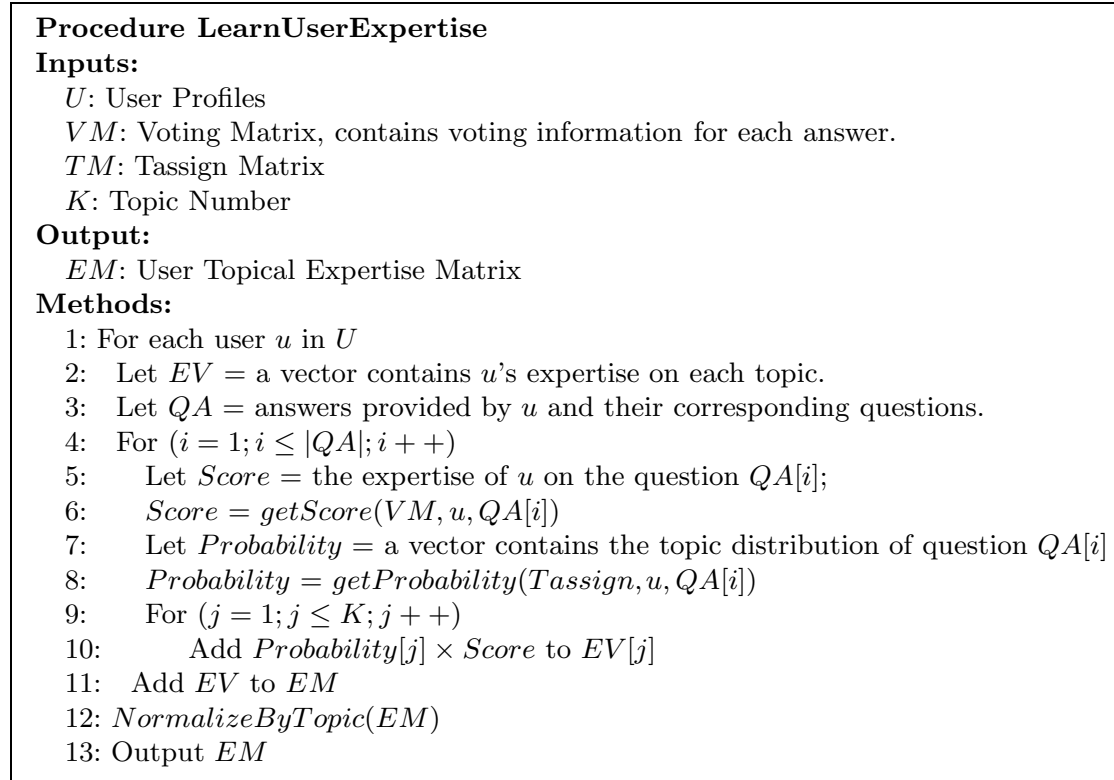 Procedure LearnUserExpertise
Inputs:
U: User Profiles
VM: Voting Matrix, contains voting information for each answer.
TM: Tassign Matrix
K: Topic Number
Output:
EM: User Topical Expertise Matrix
Methods:
1: For each user u in U
2: Let EV = a vector contains u's expertise on each topic.
3: Let QA = answers provided by u and their corresponding questions.
4: For (i = 1; i ≤ |QA|; i + +)
5: Let Score = the expertise of u on the question QA[i];
6: Score = getScore(VM, u, QA[i])
7: Let Probability = a vector contains the topic distribution of question QA[i]
8: Probability = getProbability(Tassign, u, QA[i])
9: For (j = 1; j ≤ K; j + +)
10: Add Probability[j] × Score to EV[j]
11: Add EV to EM
12: NormalizeByTopic(EM)
13: Output EM